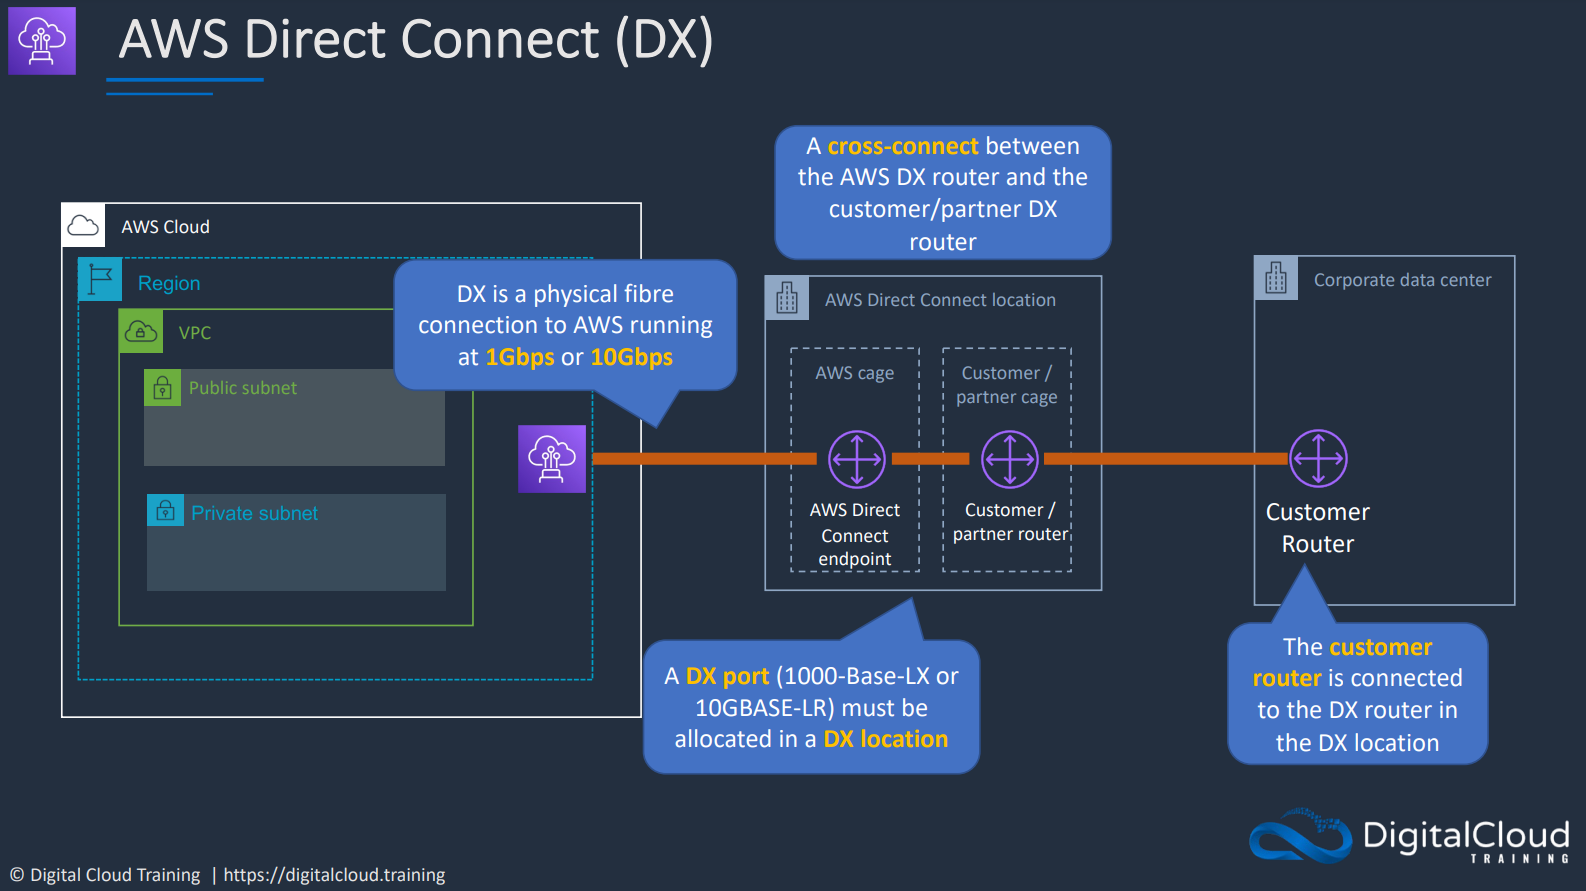 AWS Direct Connect (DX)
A cross-connect between
the AWS DX router and the
customer/partner DX
router
AWS Cloud
Region
VPC
Public subnet
Private subnet
DX is a physical fibre
connection to AWS running
at 1Gbps or 10Gbps
AWS Direct Connect location
AWS cage
Customer /
partner cage
AWS Direct
Connect
endpoint
Customer /
partner router
Corporate data center
Customer
Router
A DX port (1000-Base-LX or
10GBASE-LR) must be
allocated in a DX location
The customer
router is connected
to the DX router in
the DX location
DigitalCloud
TRAINING
© Digital Cloud Training | https://digitalcloud.training